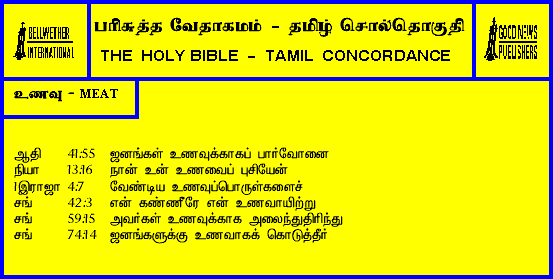 BELLWETHER
INTERNATIONAL
பரிசுத்த வேதாகமம் - தமிழ் சொல்தொகுதி
THE HOLY BIBLE - TAMIL CONCORDANCE
GOOD NEWS
PUBLISHERS
உணவு - MEAT
ஆதி 41:55 ஜனங்கள் உணவுக்காகப் பார்வோனை
நியா 13:16 நான் உன் உணவைப் புசியேன்
1இராஜா 4:7 வேண்டிய உணவுப்பொருள்களைச்
சங் 42:3 என் கண்ணீரே என் உணவாயிற்று
சங் 59:15 அவர்கள் உணவுக்காக அலைந்துதிரிந்து
சங் 74:14 ஜனங்களுக்கு உணவாகக் கொடுத்தீர்